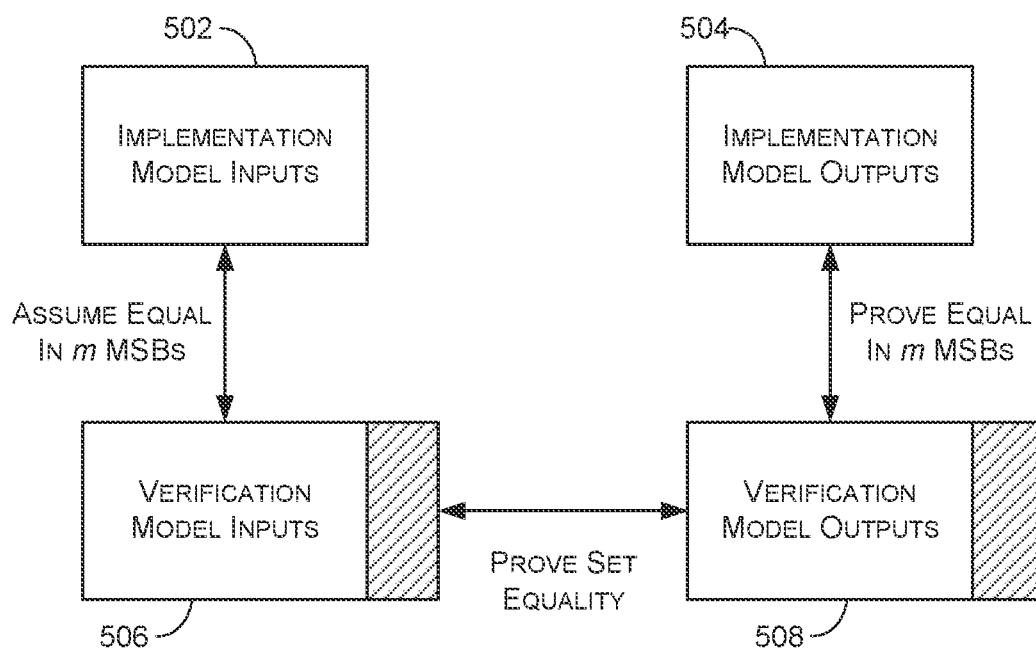 502
504
IMPLEMENTATION
MODEL INPUTS
IMPLEMENTATION
MODEL OUTPUTS
ASSUME EQUAL
IN m MSBS
PROVE EQUAL
IN m MSBS
VERIFICATION
MODEL INPUTS
VERIFICATION
MODEL OUTPUTS
PROVE SET
EQUALITY
506
508